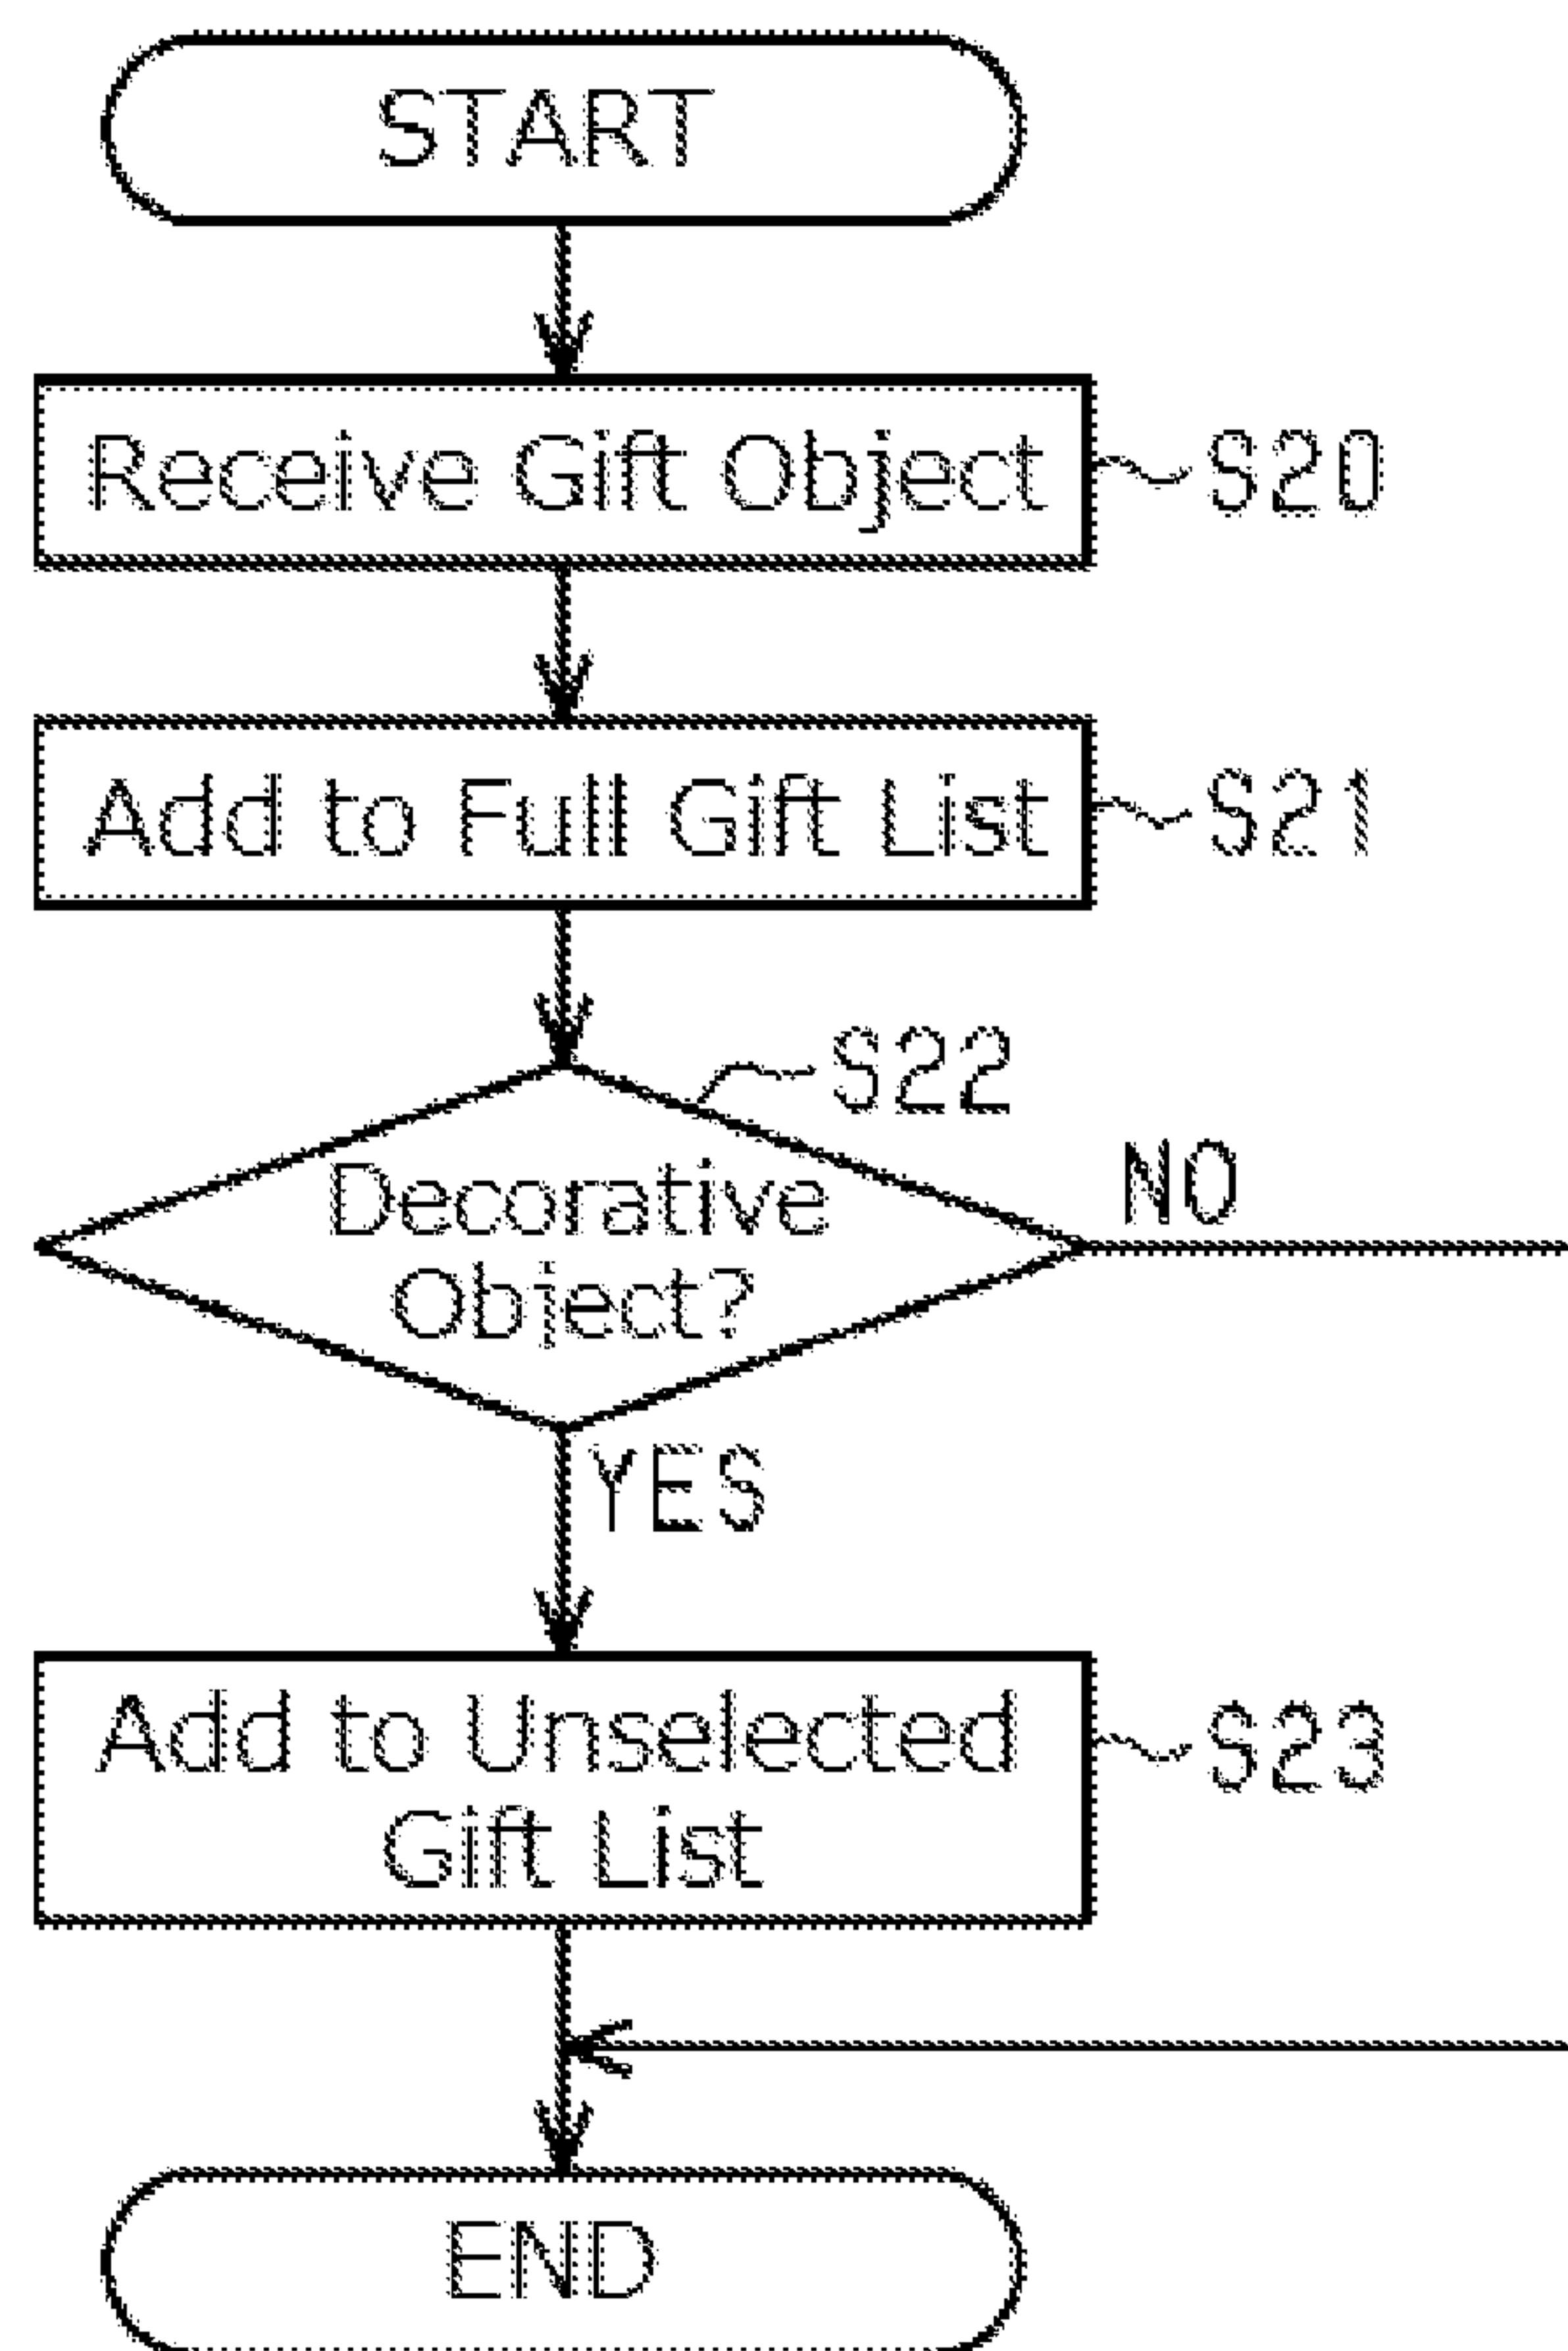 START
Receive Gift Object
S20
Add to Full Gift List
S21
S22
Decorative
Object?
NO
YES
Add to Unselected
Gift List
S23
END